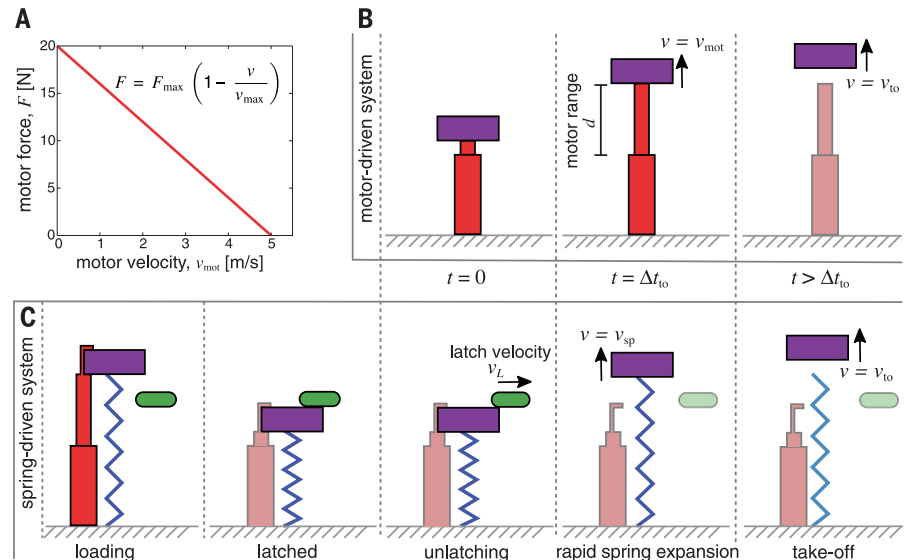 A
20
15
10
5
0
motor force, F [N]
F = F_max (1 − v/v_max)
0 1 2 3 4 5
motor velocity, v_mot [m/s]
B
motor-driven system
motor range
d
v = v_mot
v = v_to
t = 0
t = Δt_to
t > Δt_to
C
spring-driven system
latch velocity
v_L
v = v_sp
v = v_to
loading
latched
unlatching
rapid spring expansion
take-off